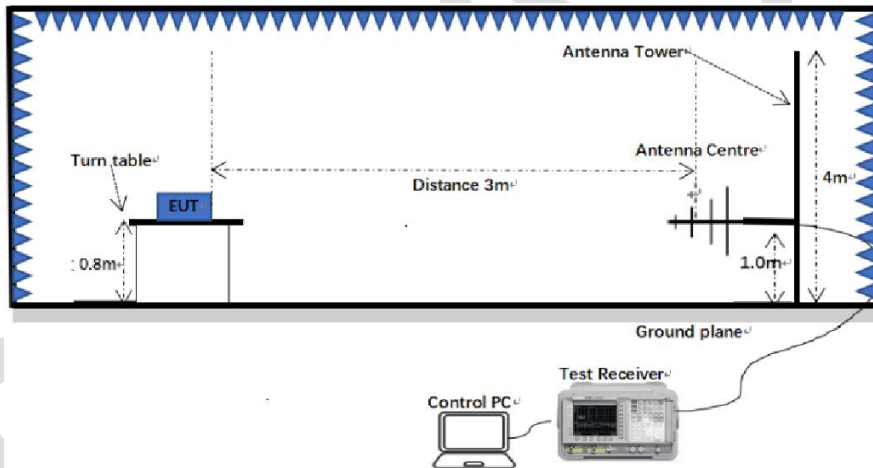 Antenna Tower
Turn table
Antenna Centre
Distance 3m
4m
EUT
: 0.8m
1.0m
Ground plane
Test Receiver
Control PC